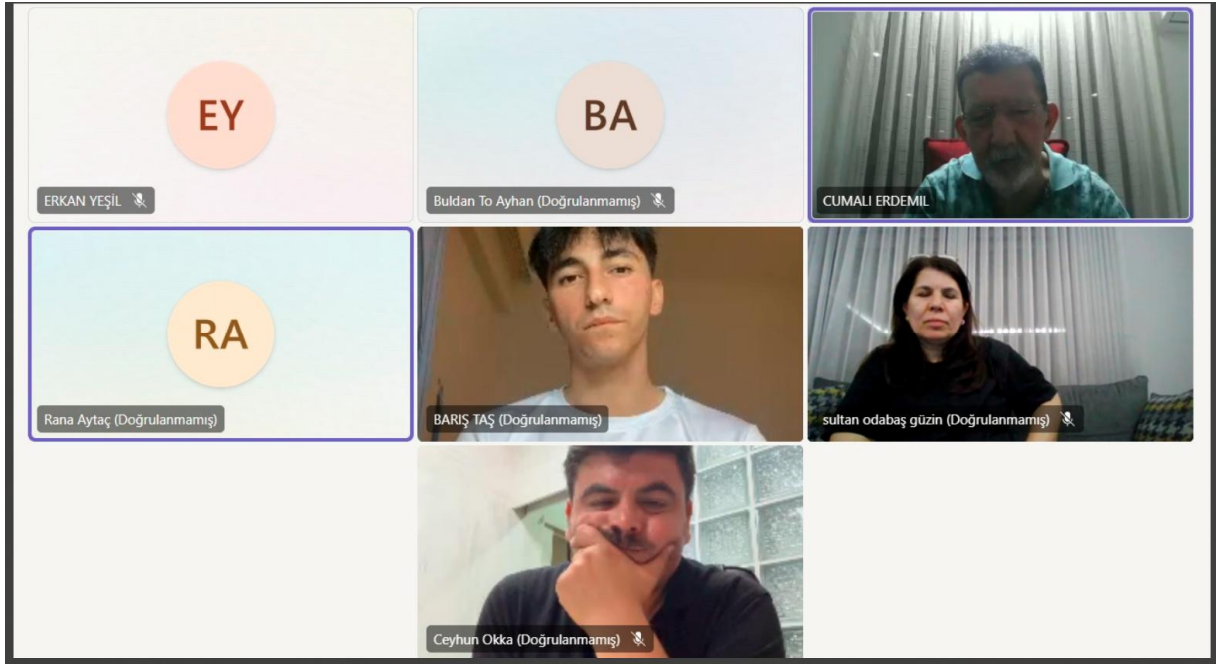 EY
ERKAN YEŞİL
BA
Buldan To Ayhan (Doğrulanmamış)
CUMALI ERDEMIL
RA
Rana Aytaç (Doğrulanmamış)
BARIŞ TAŞ (Doğrulanmamış)
sultan odabaş güzin (Doğrulanmamış)
Ceyhun Okka (Doğrulanmamış)